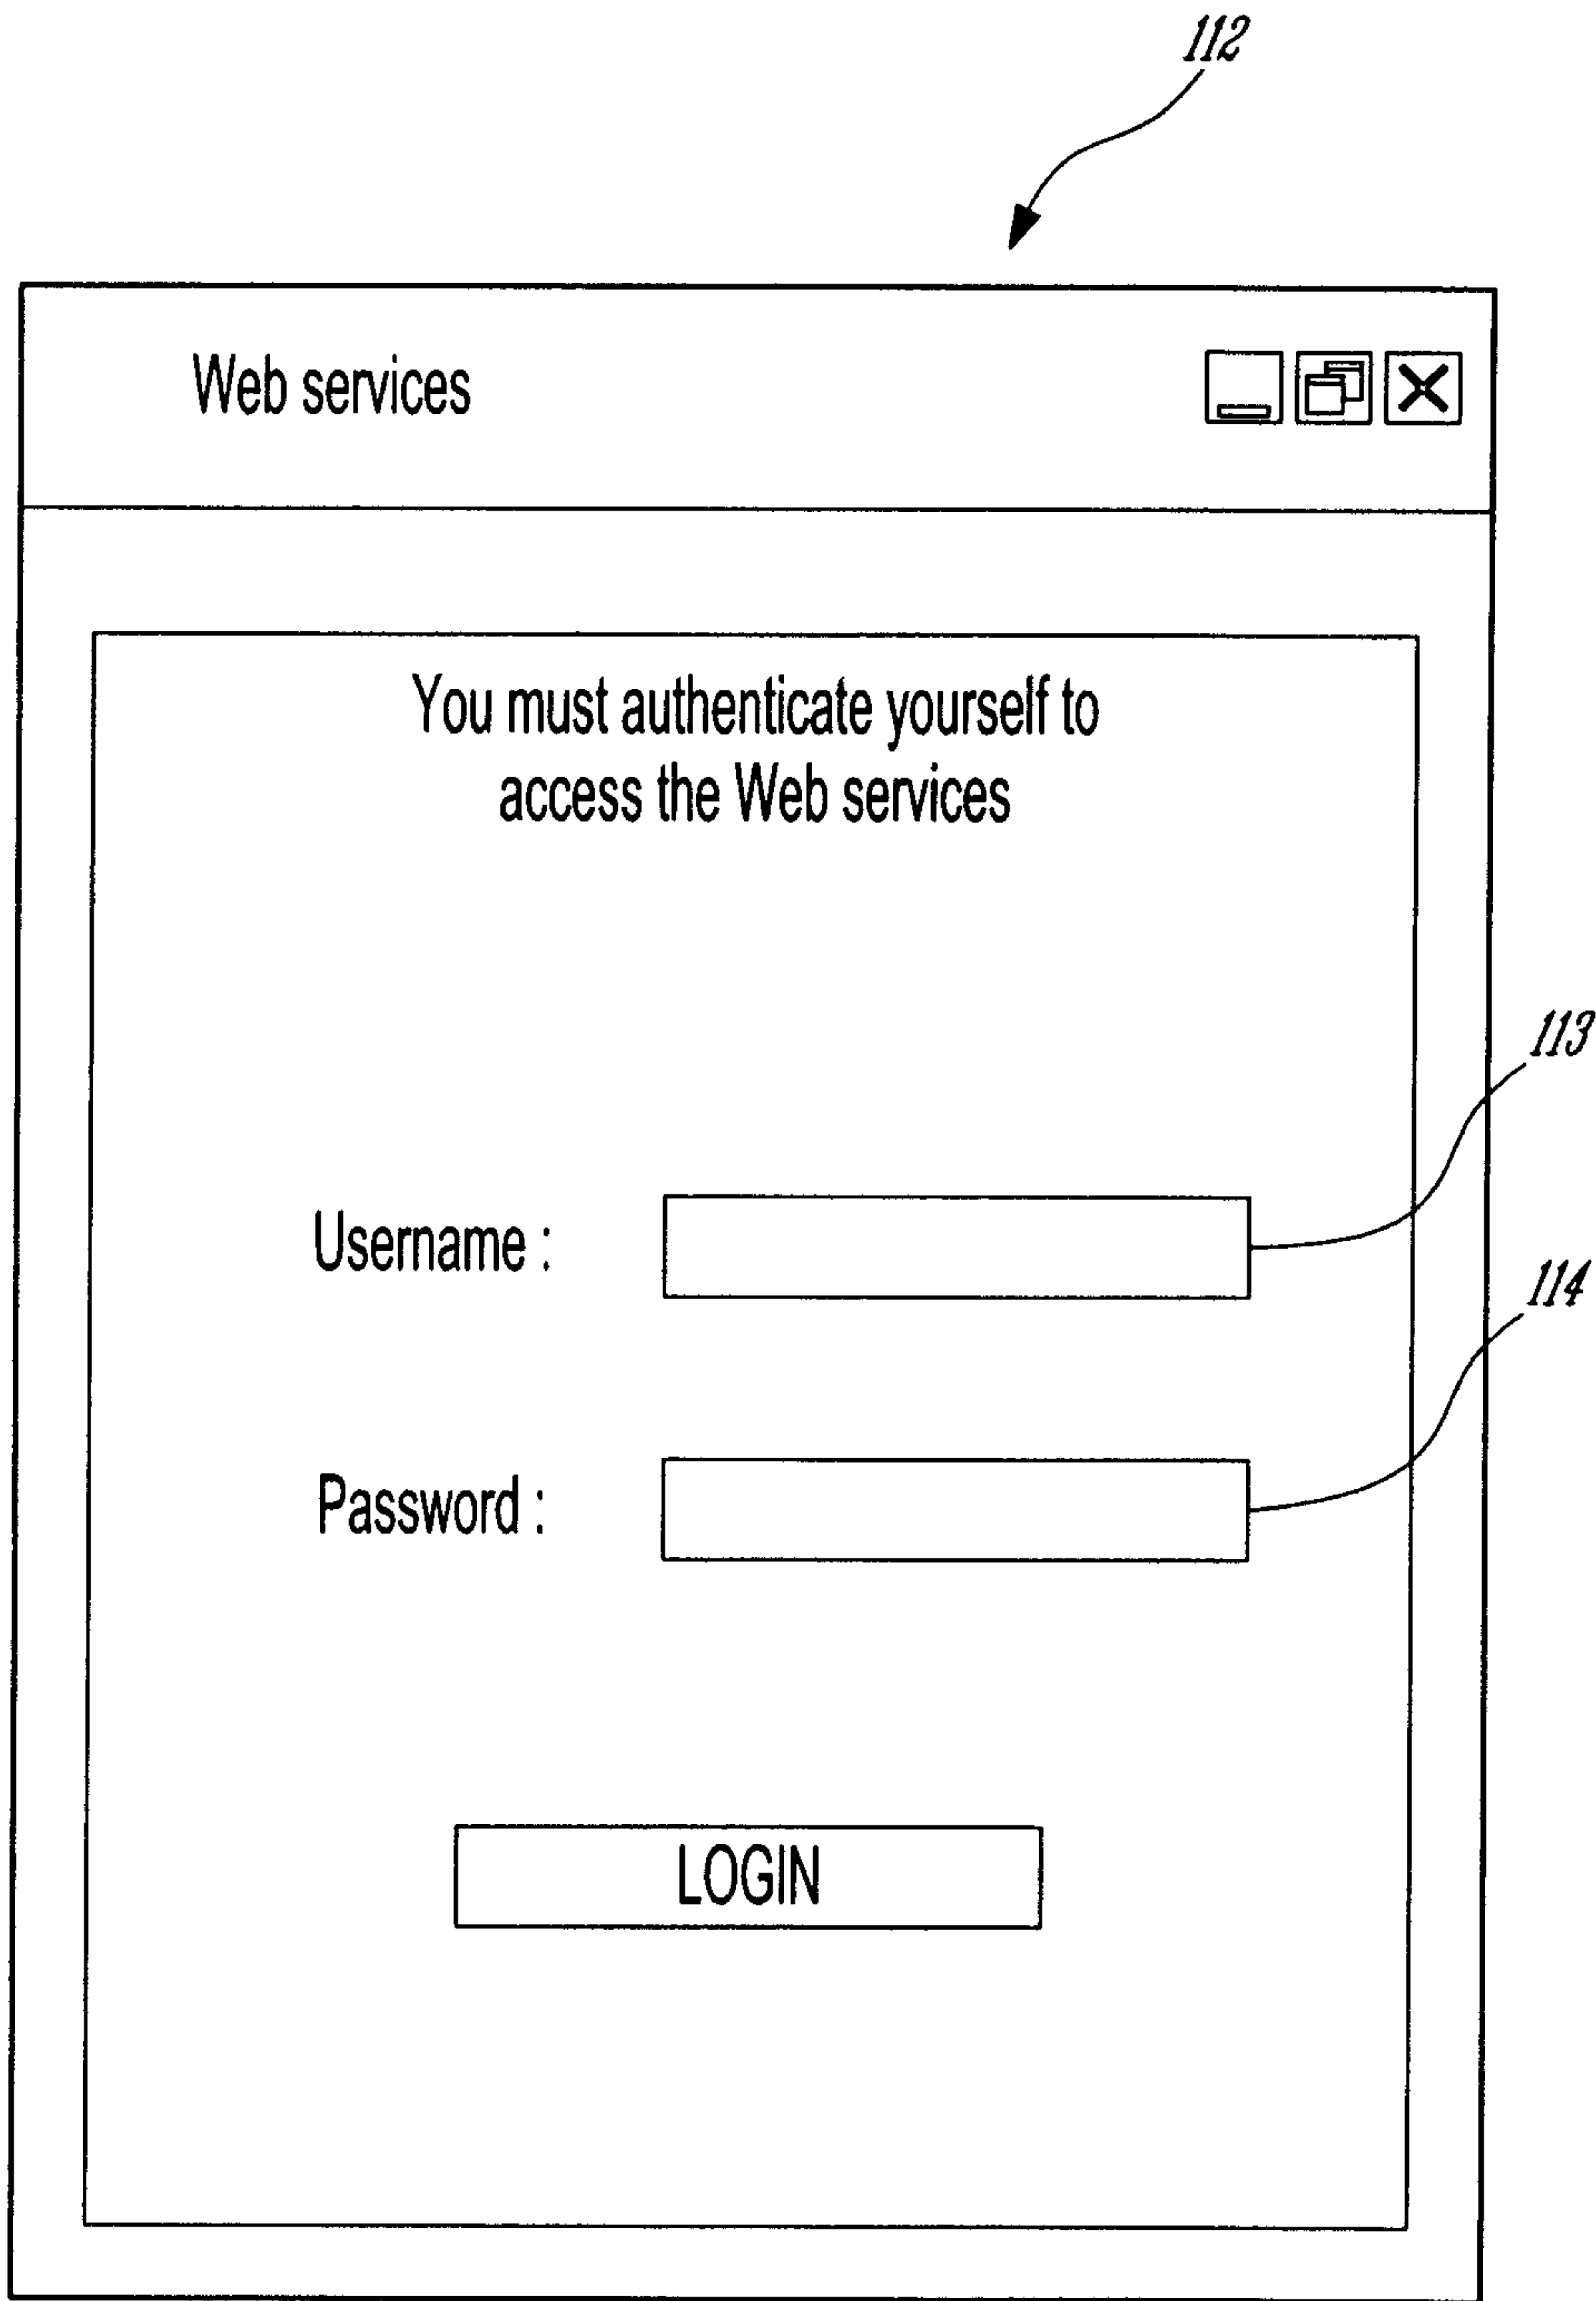 112
Web services
You must authenticate yourself to
access the Web services
113
Username :
114
Password :
LOGIN